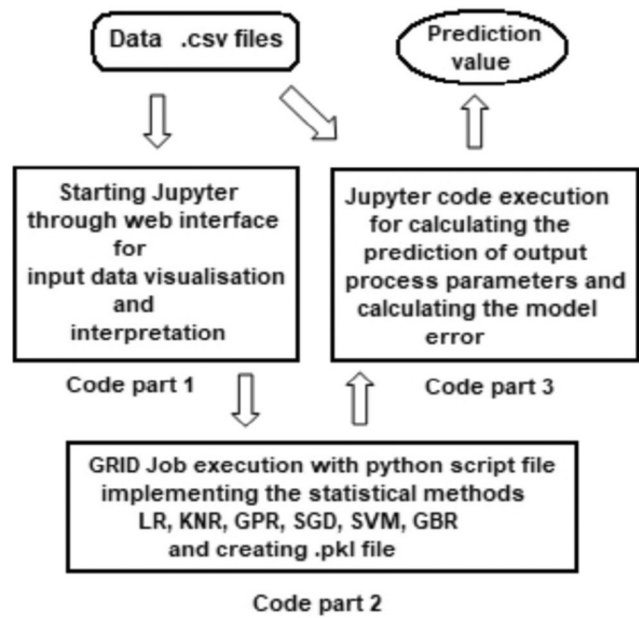 Data .csv files
Prediction
value
Starting Jupyter
through web interface
for
input data visualisation
and
interpretation
Code part 1
Jupyter code execution
for calculating the
prediction of output
process parameters and
calculating the model
error
Code part 3
GRID Job execution with python script file
implementing the statistical methods
LR, KNR, GPR, SGD, SVM, GBR
and creating .pkl file
Code part 2